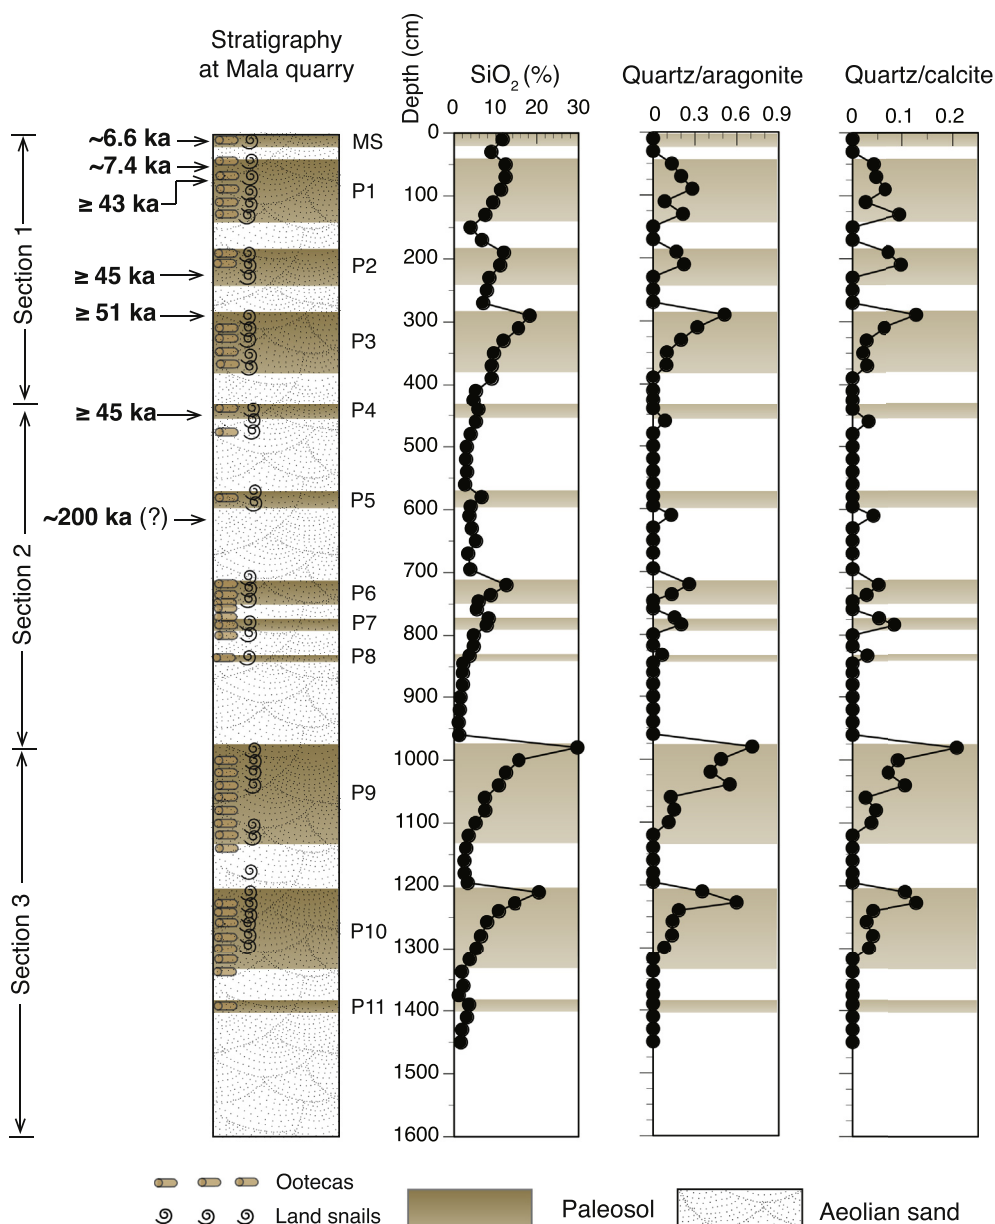 Stratigraphy
at Mala quarry
Depth (cm)
SiO2 (%)
Quartz/aragonite
Quartz/calcite
0 10 20 30
0 0.3 0.6 0.9
0 0.1 0.2
Section 1
Section 2
Section 3
~6.6 ka
~7.4 ka
≥ 43 ka
≥ 45 ka
≥ 51 ka
≥ 45 ka
~200 ka (?)
MS
P1
P2
P3
P4
P5
P6
P7
P8
P9
P10
P11
0
100
200
300
400
500
600
700
800
900
1000
1100
1200
1300
1400
1500
1600
Ootecas
Land snails
Paleosol
Aeolian sand